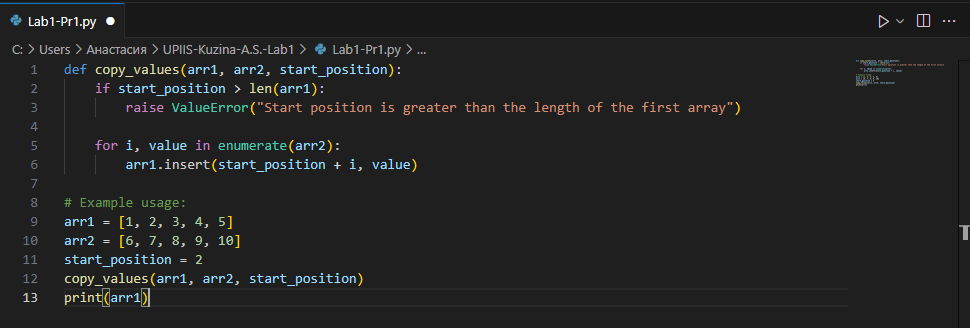 Lab1-Pr1.py
C: > Users > Анастасия > UPIIS-Kuzina-A.S.-Lab1 > Lab1-Pr1.py > ...
1 def copy_values(arr1, arr2, start_position):
2     if start_position > len(arr1):
3         raise ValueError("Start position is greater than the length of the first array")
4
5     for i, value in enumerate(arr2):
6         arr1.insert(start_position + i, value)
7
8 # Example usage:
9 arr1 = [1, 2, 3, 4, 5]
10 arr2 = [6, 7, 8, 9, 10]
11 start_position = 2
12 copy_values(arr1, arr2, start_position)
13 print(arr1)